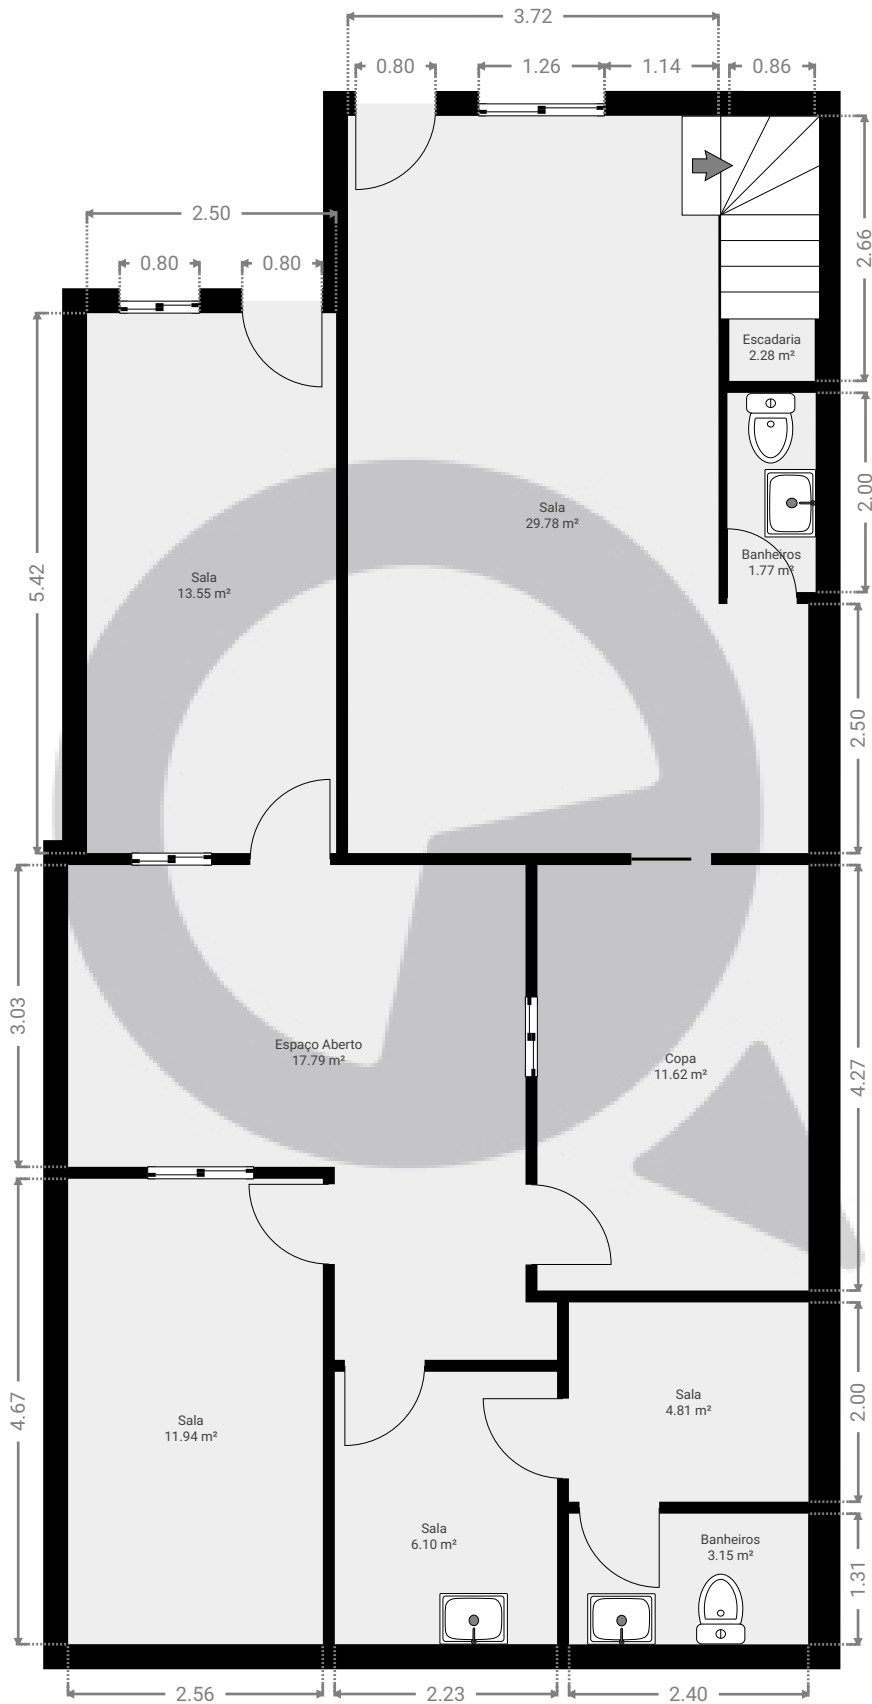 3.72
0.80
1.26
1.14
0.86
2.50
0.80
0.80
2.66
Escadaria
2.28 m²
2.00
Sala
29.78 m²
Banheiros
1.77 m²
Sala
13.55 m²
5.42
2.50
3.03
Espaço Aberto
17.79 m²
Copa
11.62 m²
4.27
Sala
4.81 m²
2.00
4.67
Sala
11.94 m²
Sala
6.10 m²
Banheiros
3.15 m²
1.31
2.56
2.23
2.40